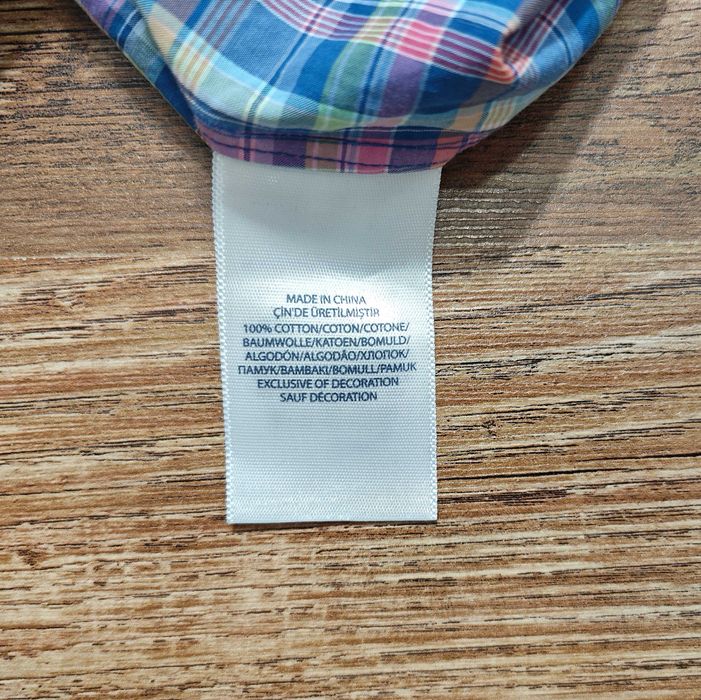 MADE IN CHINA
ÇİN'DE ÜRETİLMİŞTİR
100% COTTON/COTON/COTONE/
BAUMWOLLE/KATOEN/BOMULD/
ALGODÓN/ALGODÃO/ХЛОПОК/
ПАМУК/BAMBAKI/BOMULL/PAMUK
EXCLUSIVE OF DECORATION
SAUF DÉCORATION